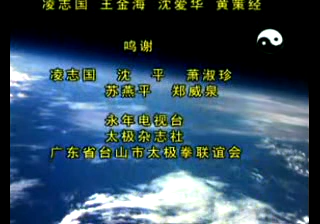 凌志国 王金海 沈爱华 黄策经
鸣谢
凌志国 沈平 萧淑珍
苏燕平 郑威泉
永年电视台
太极杂志社
广东省台山市太极拳联谊会